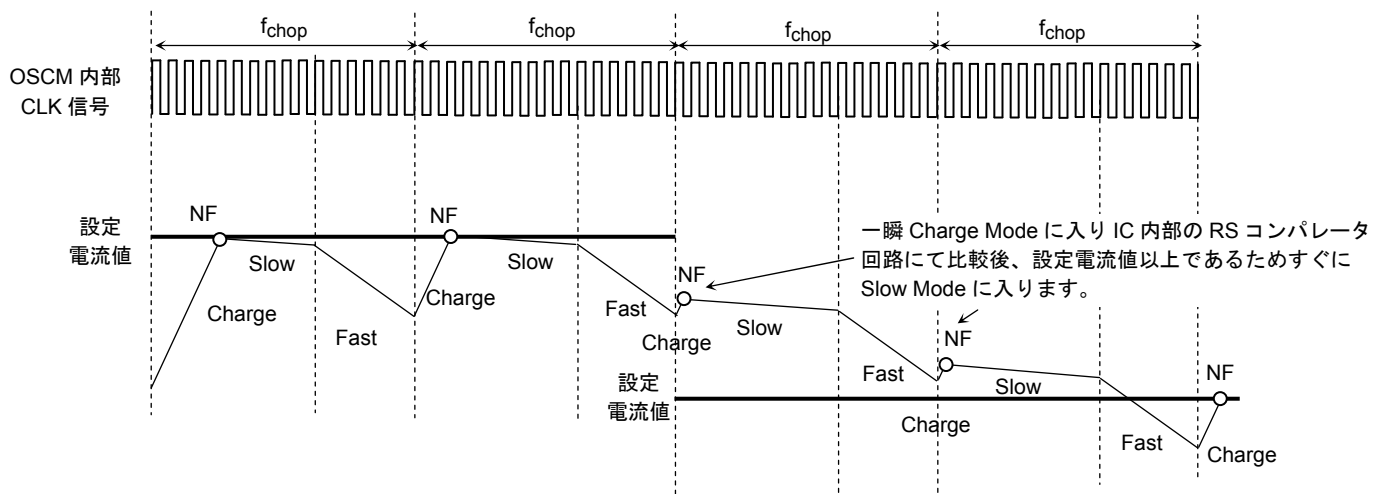 fchop
fchop
fchop
fchop
OSCM 内部
CLK 信号
設定
電流値
NF
Slow
Charge
Fast
NF
Charge
Slow
Fast
一瞬 Charge Mode に入り IC 内部の RS コンパレータ
回路にて比較後、設定電流値以上であるためすぐに
Slow Mode に入ります。
NF
Charge
Slow
Fast
NF
Slow
設定
電流値
Charge
Fast
NF
Charge